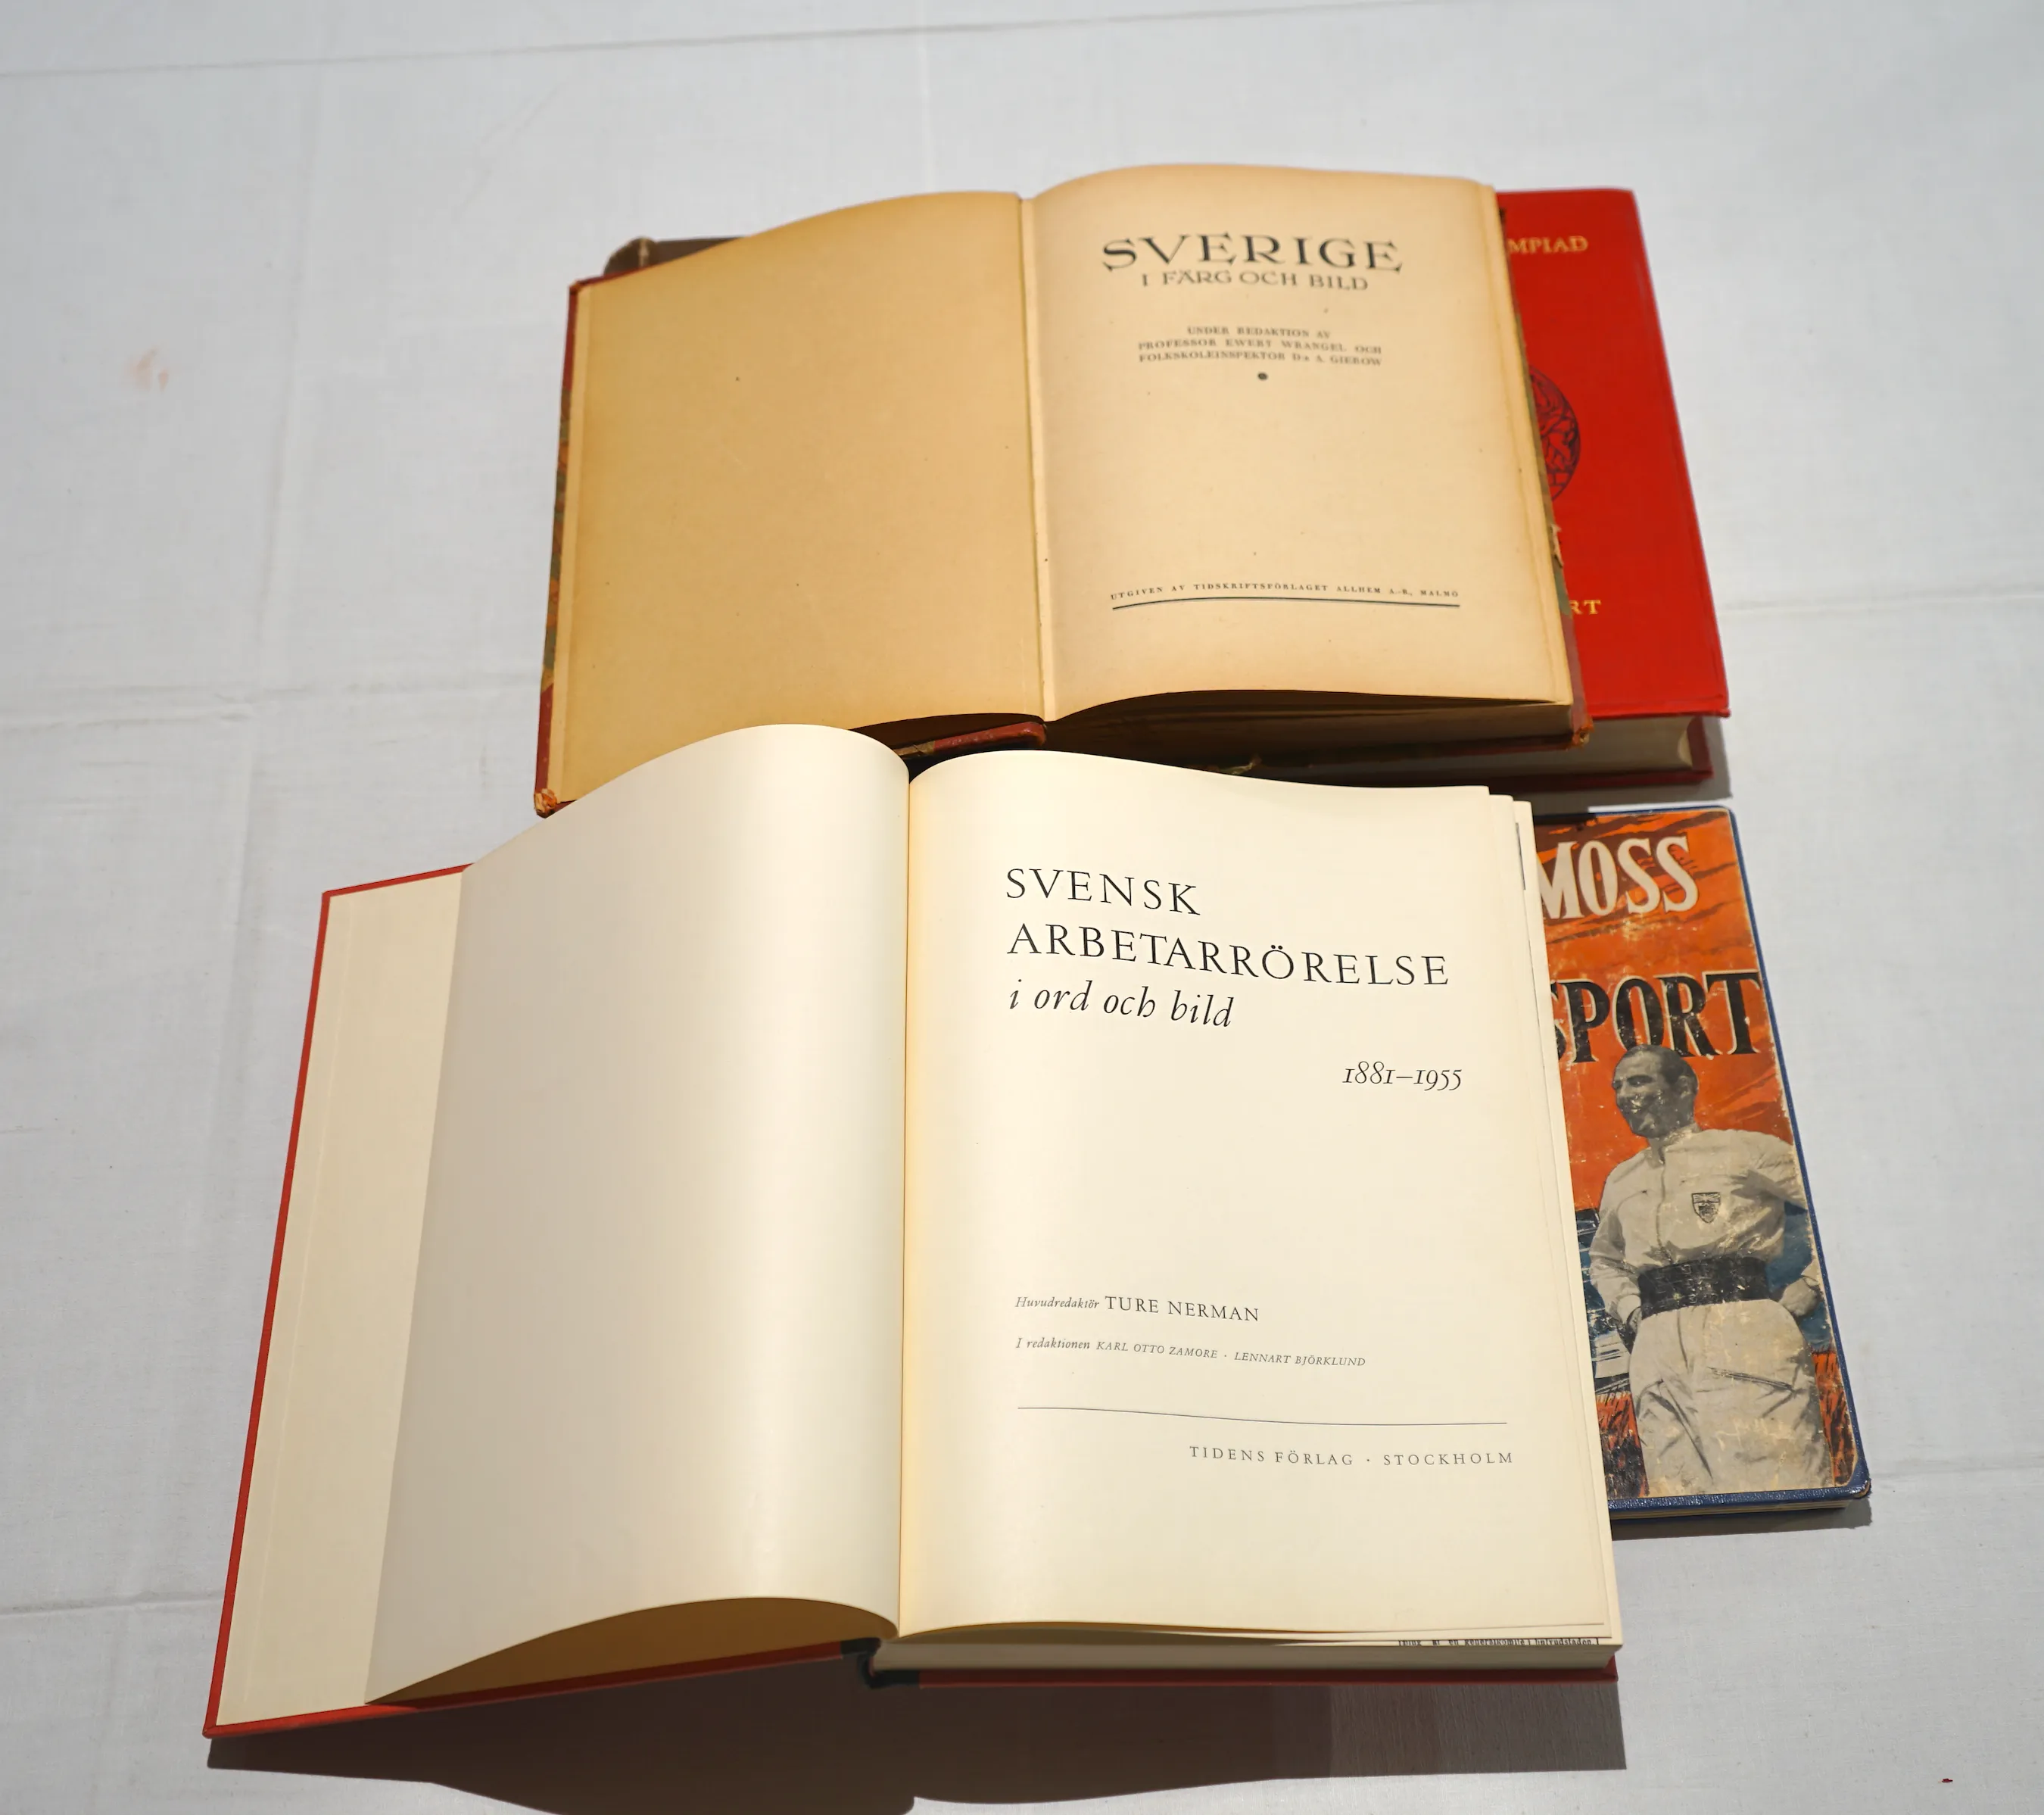 SVERIGE
I FÄRG OCH BILD
UNDER REDAKTION AV
PROFESSOR EWERT WRANGEL OCH
FOLKSKOLEINSPEKTOR D:r A. GIEROW
UTGIVEN AV TIDSKRIFTSFÖRLAGET ALLHEM A.-B., MALMÖ
MPIAD
RT
SVENSK
ARBETARRÖRELSE
i ord och bild
1881–1955
Huvudredaktör TURE NERMAN
I redaktionen KARL OTTO ZAMORE · LENNART BJÖRKLUND
TIDENS FÖRLAG · STOCKHOLM
MOSS
SPORT